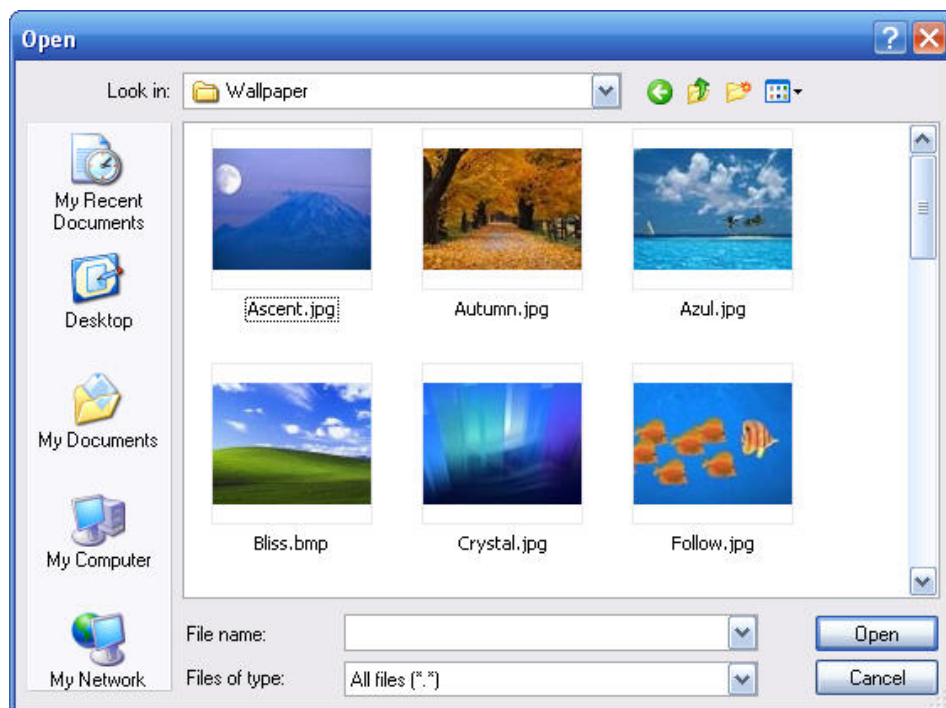 Open
Look in:
Wallpaper
My Recent
Documents
Desktop
My Documents
My Computer
My Network
Ascent.jpg
Autumn.jpg
Azul.jpg
Bliss.bmp
Crystal.jpg
Follow.jpg
File name:
Open
Files of type:
All files (*.*)
Cancel